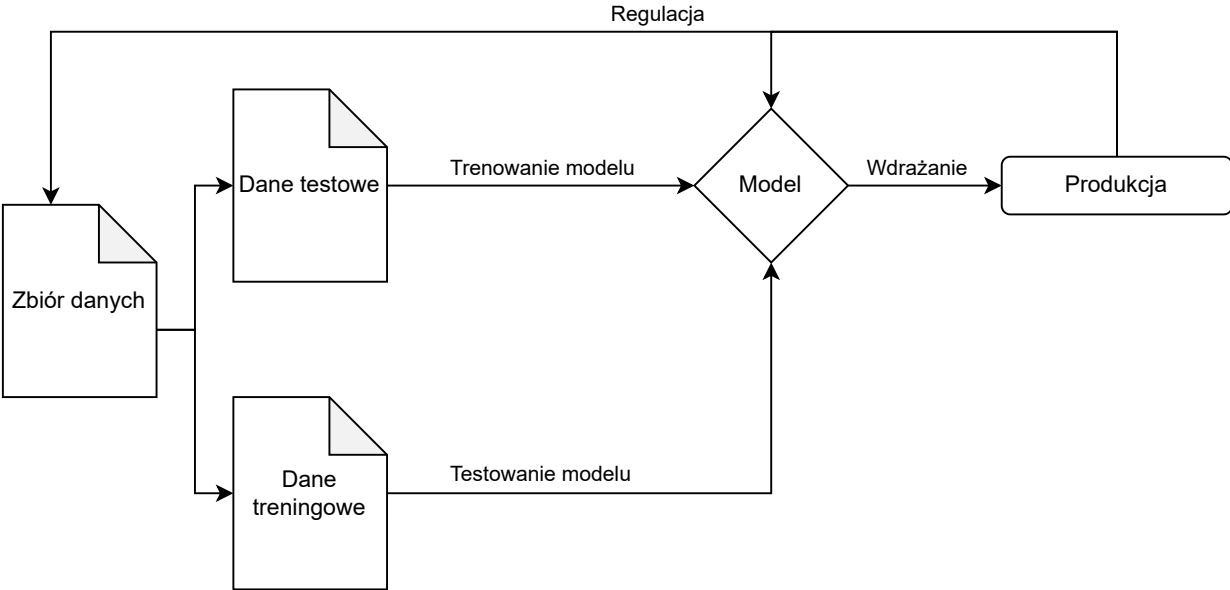 Regulacja
Dane testowe
Trenowanie modelu
Model
Wdrażanie
Produkcja
Zbiór danych
Dane
treningowe
Testowanie modelu